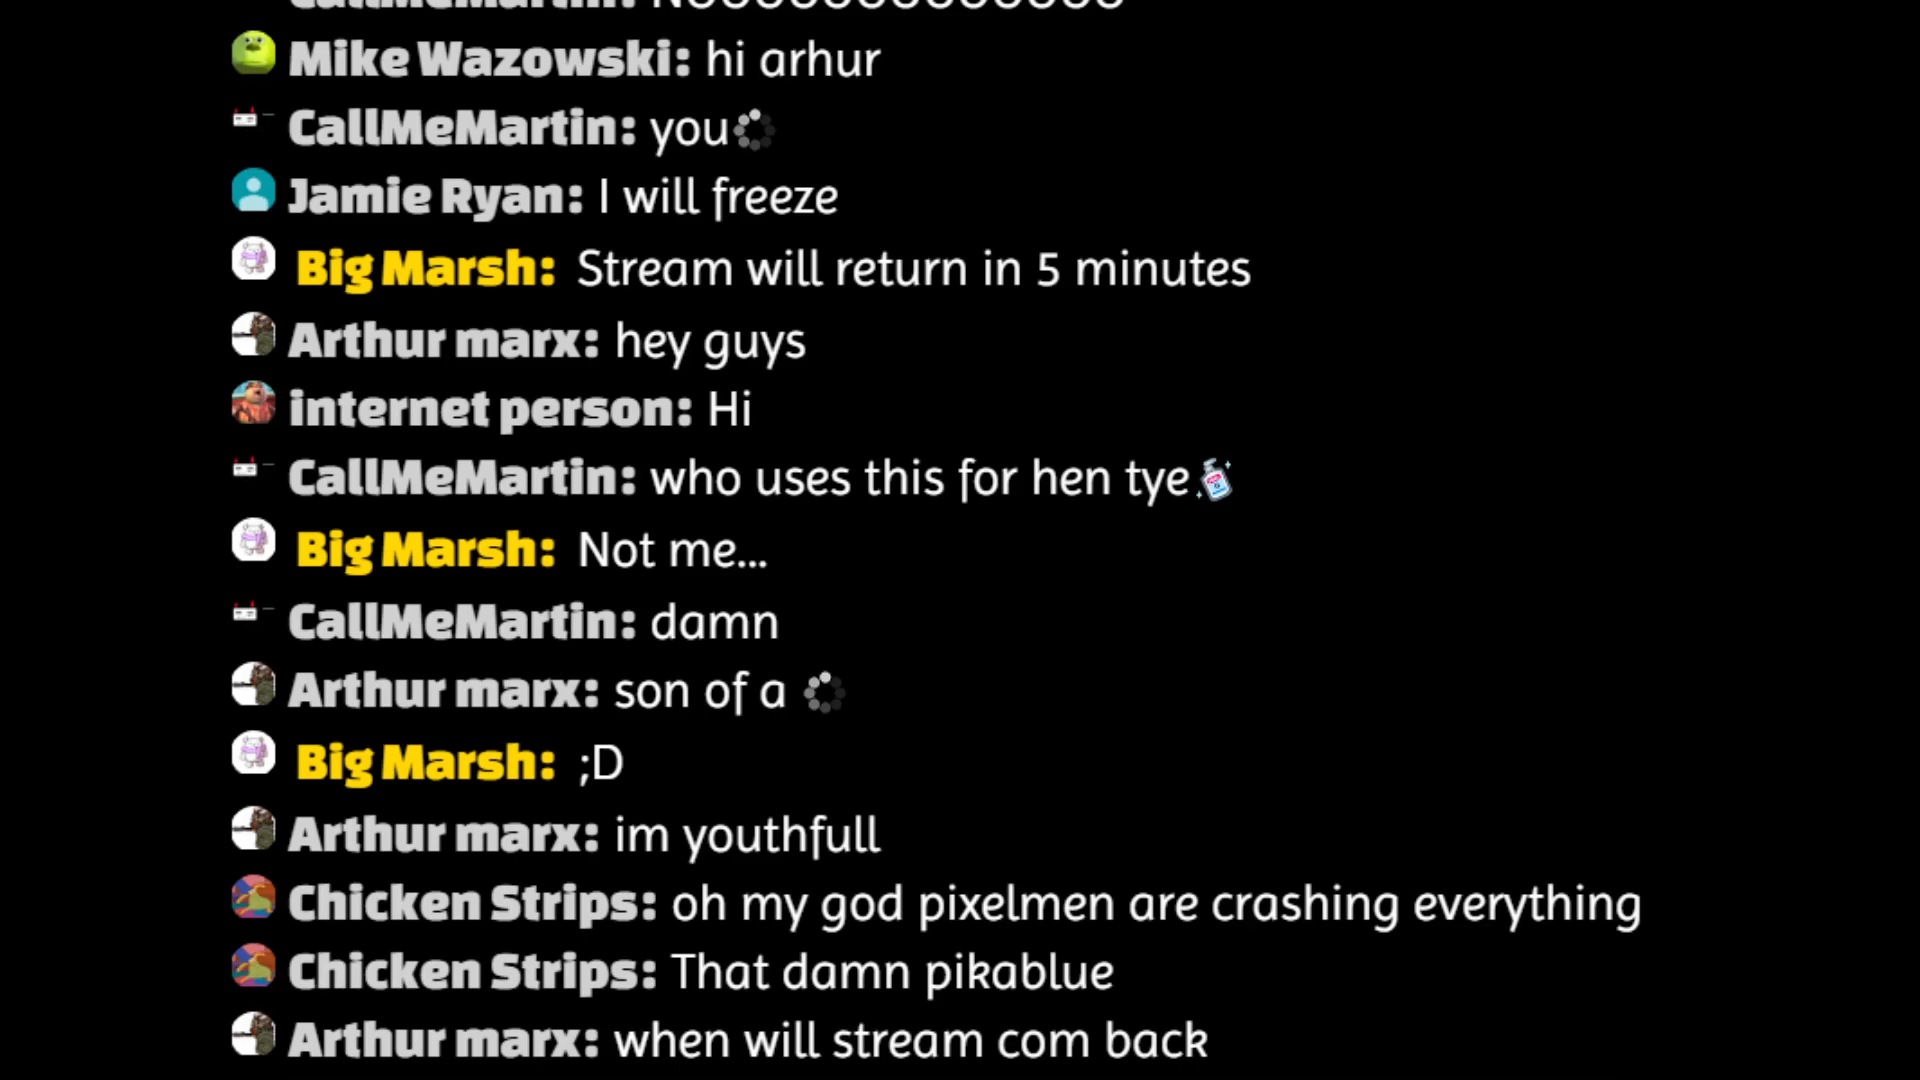 CallMeMartin: Nooooooooooooooo
Mike Wazowski: hi arhur
CallMeMartin: you
Jamie Ryan: I will freeze
Big Marsh: Stream will return in 5 minutes
Arthur marx: hey guys
internet person: Hi
CallMeMartin: who uses this for hen tye
Big Marsh: Not me...
CallMeMartin: damn
Arthur marx: son of a
Big Marsh: ;D
Arthur marx: im youthfull
Chicken Strips: oh my god pixelmen are crashing everything
Chicken Strips: That damn pikablue
Arthur marx: when will stream com back